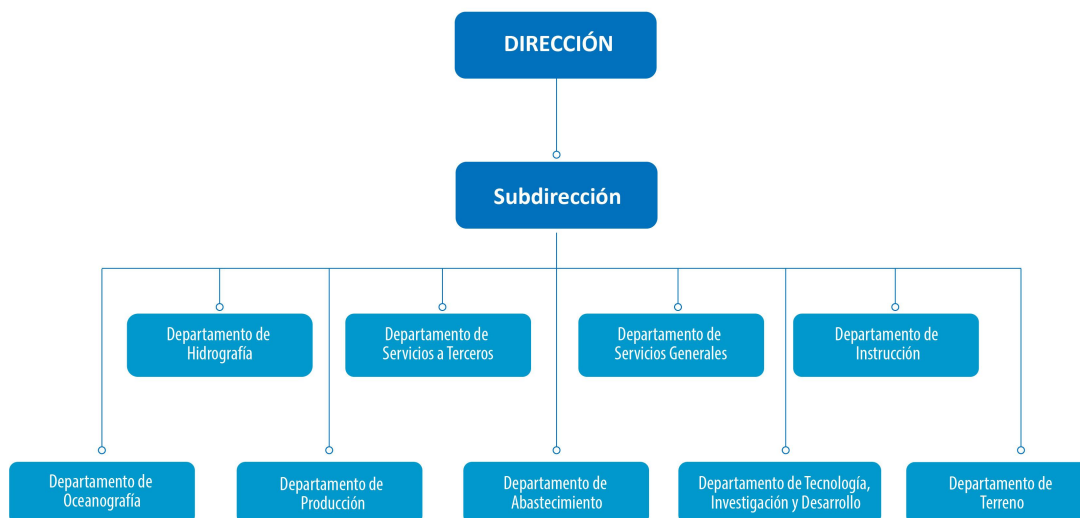 DIRECCIÓN
Subdirección
Departamento de
Hidrografía
Departamento de
Servicios a Terceros
Departamento de
Servicios Generales
Departamento de
Instrucción
Departamento de
Oceanografía
Departamento de
Producción
Departamento de
Abastecimiento
Departamento de Tecnología,
Investigación y Desarrollo
Departamento de
Terreno